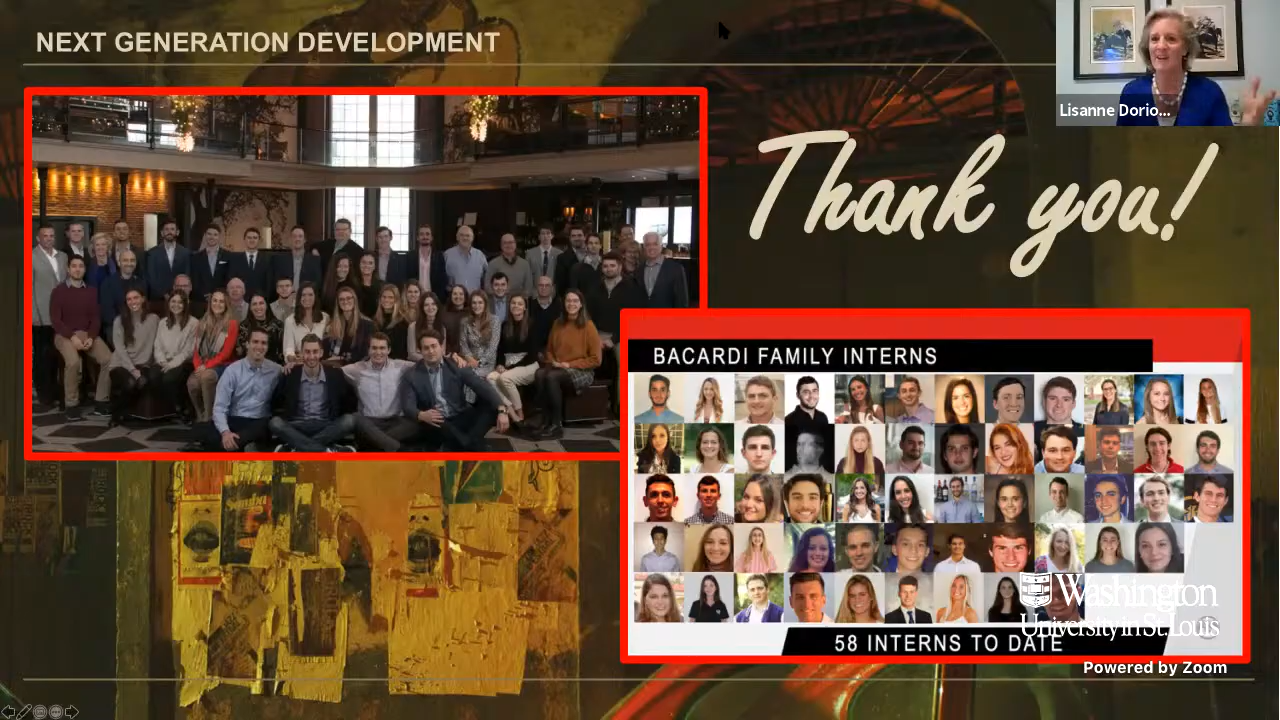 NEXT GENERATION DEVELOPMENT
Lisanne Dorio...
Thank you!
BACARDI FAMILY INTERNS
58 INTERNS TO DATE
Washington
University in St. Louis
Powered by Zoom